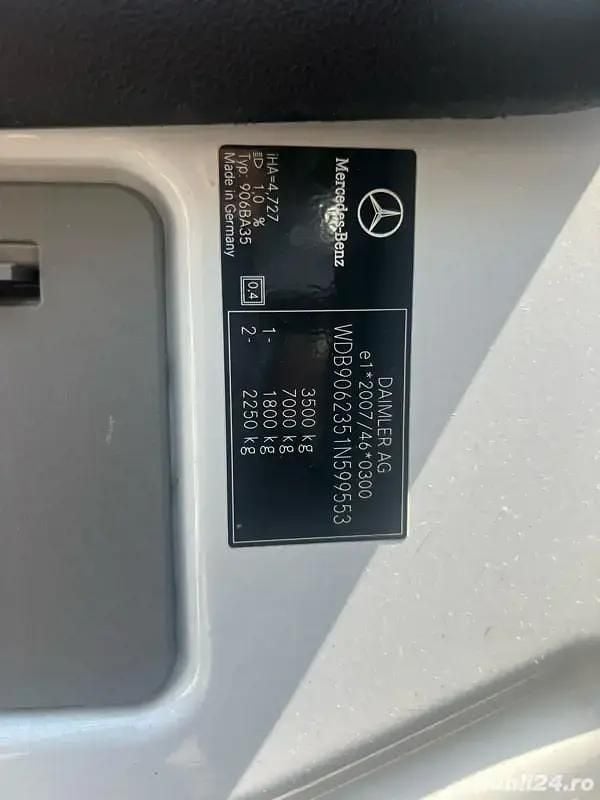 Mercedes-Benz
iHA=4,727
1,0 %
Typ: 906BA35
Made in Germany
0.4
DAIMLER AG
e1*2007/46*0300
WDB9062351N599553
3500 kg
7000 kg
1- 1800 kg
2- 2250 kg